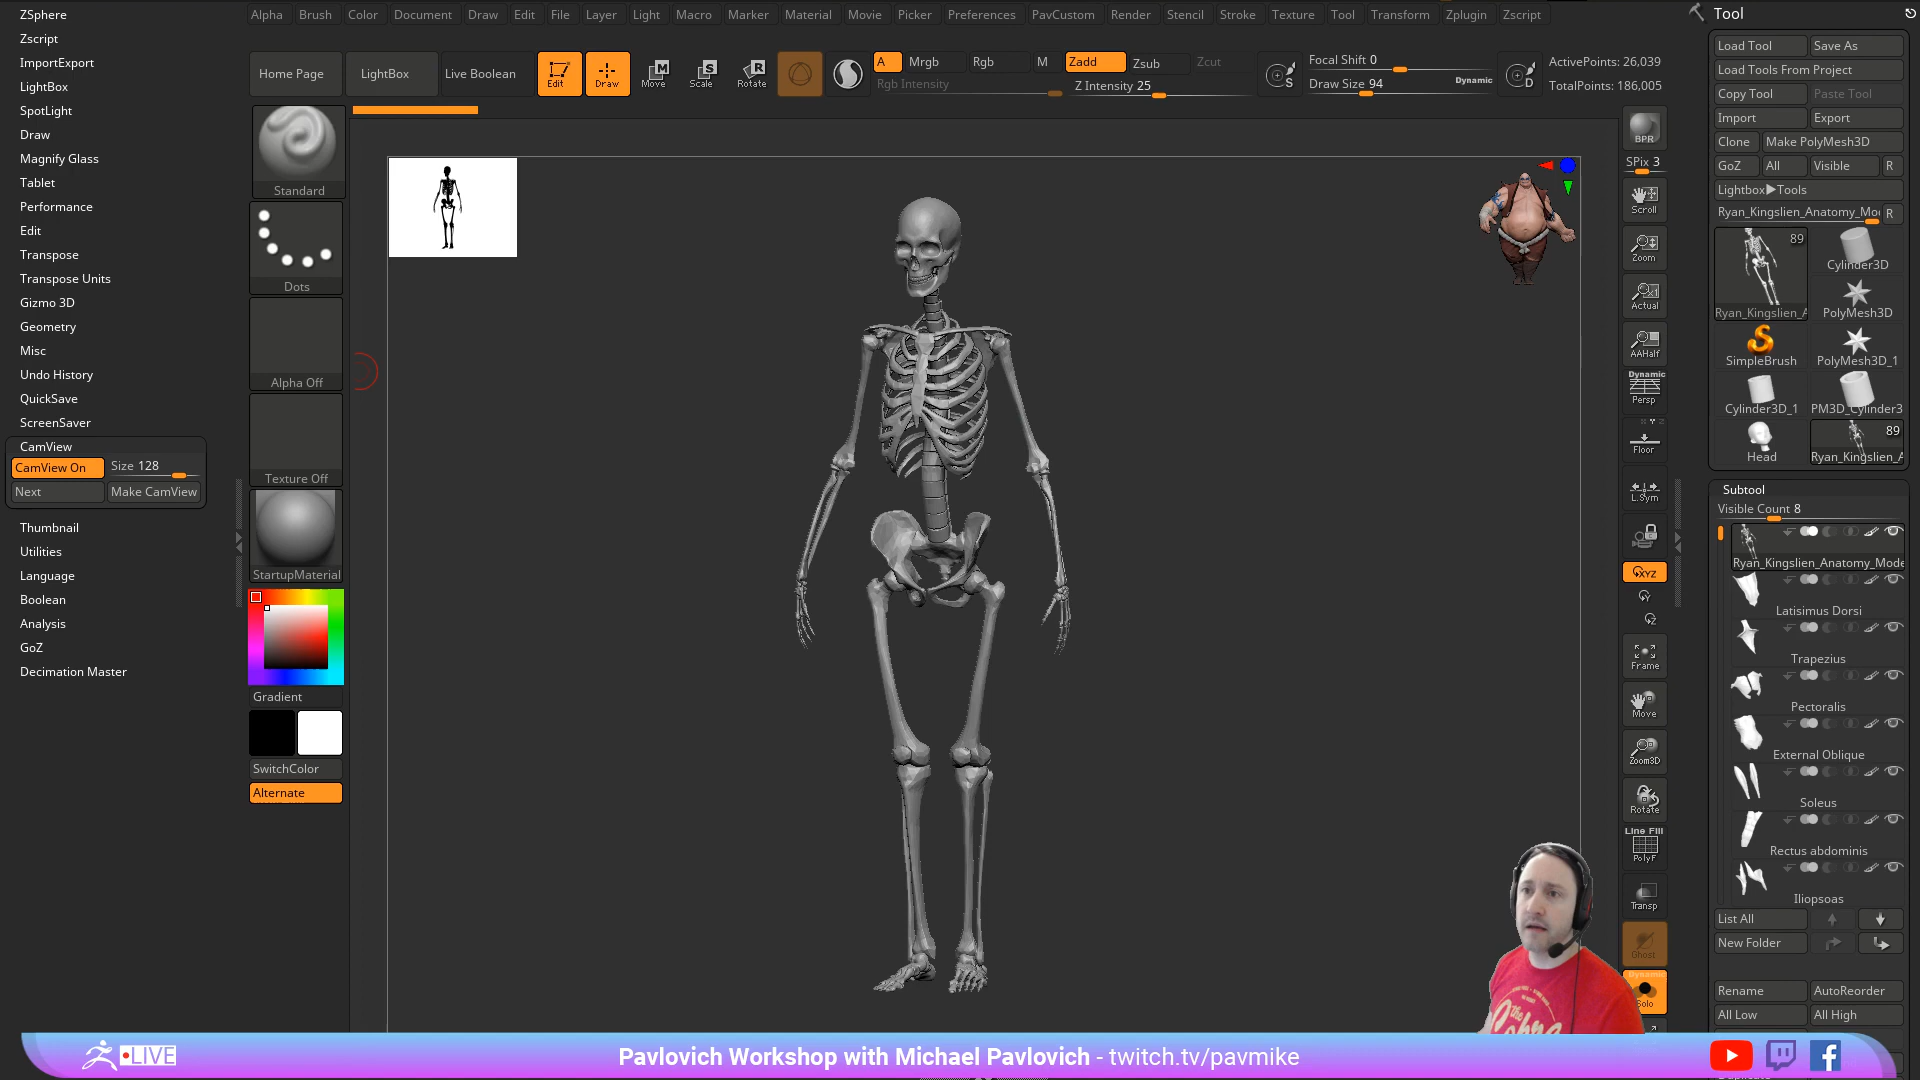 ZSphere
Zscript
ImportExport
LightBox
SpotLight
Draw
Magnify Glass
Tablet
Performance
Edit
Transpose
Transpose Units
Gizmo 3D
Geometry
Misc
Undo History
QuickSave
ScreenSaver
CamView
CamView On Size 128
Next Make CamView
Thumbnail
Utilities
Language
Boolean
Analysis
GoZ
Decimation Master
Alpha Brush Color Document Draw Edit File Layer Light Macro Marker Material Movie Picker Preferences PavCustom Render Stencil Stroke Texture Tool Transform Zplugin Zscript
Home Page LightBox Live Boolean Edit Draw Move Scale Rotate
A Mrgb Rgb M Zadd Zsub Zcut
Rgb Intensity Z Intensity 25
Focal Shift 0
Draw Size 94 Dynamic
ActivePoints: 26,039
TotalPoints: 186,005
Standard
Dots
Alpha Off
Texture Off
StartupMaterial
Gradient
SwitchColor
Alternate
BPR
SPix 3
Scroll
Zoom
Actual
AAHalf
Dynamic
Persp
Floor
L.Sym
XYZ
Y
Z
Frame
Move
Zoom3D
Rotate
Line Fill
PolyF
Transp
Ghost
Dynamic
Solo
Tool
Load Tool Save As
Load Tools From Project
Copy Tool Paste Tool
Import Export
Clone Make PolyMesh3D
GoZ All Visible R
Lightbox▶Tools
Ryan_Kingslien_Anatomy_Mod R
89
Ryan_Kingslien_A Cylinder3D
PolyMesh3D
SimpleBrush PolyMesh3D_1
Cylinder3D_1 PM3D_Cylinder3
89
Head Ryan_Kingslien_A
Subtool
Visible Count 8
Ryan_Kingslien_Anatomy_Mode
Latisimus Dorsi
Trapezius
Pectoralis
External Oblique
Soleus
Rectus abdominis
Iliopsoas
List All
New Folder
Rename AutoReorder
All Low All High
LIVE
Pavlovich Workshop with Michael Pavlovich - twitch.tv/pavmike